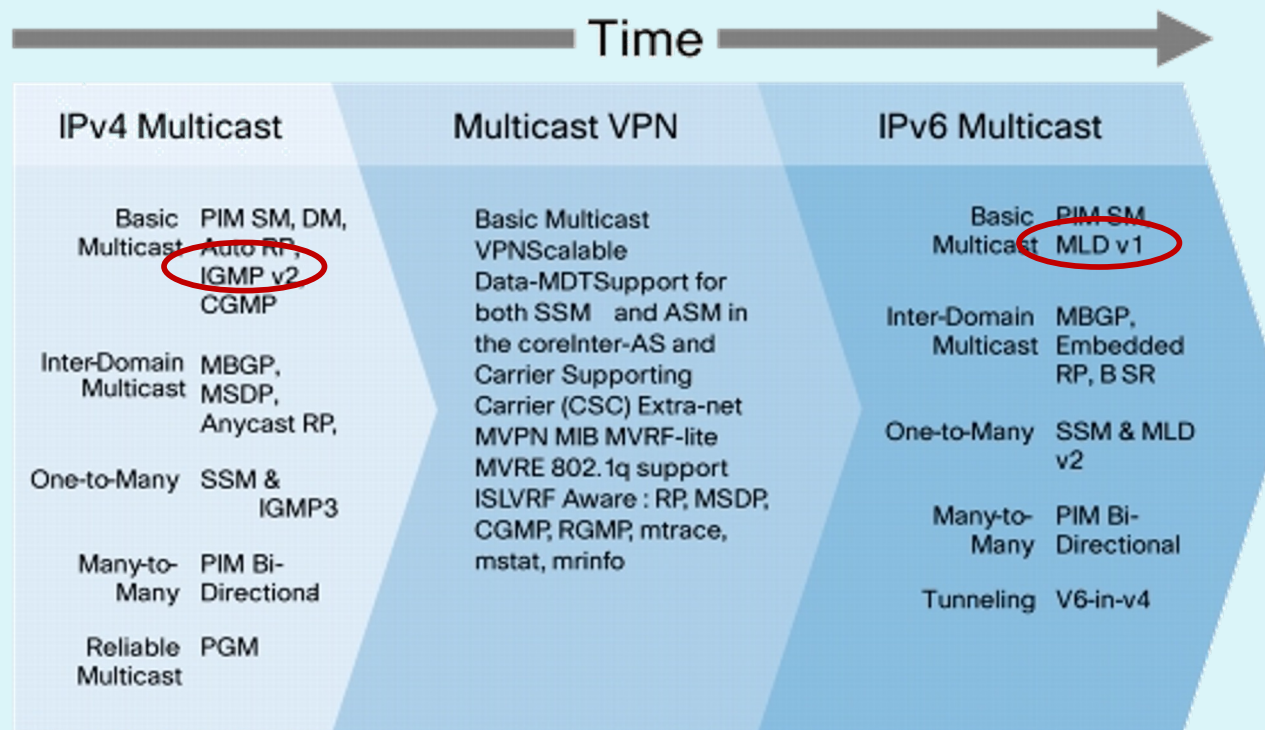 Time
IPv4 Multicast
Basic PIM SM, DM,
Multicast Auto RP,
IGMP v2,
CGMP
Inter-Domain MBGP,
Multicast MSDP,
Anycast RP,
One-to-Many SSM &
IGMP3
Many-to- PIM Bi-
Many Directional
Reliable PGM
Multicast
Multicast VPN
Basic Multicast
VPNScalable
Data-MDTSupport for
both SSM and ASM in
the coreInter-AS and
Carrier Supporting
Carrier (CSC) Extra-net
MVPN MIB MVRF-lite
MVRE 802.1q support
ISLVRF Aware : RP, MSDP,
CGMP, RGMP, mtrace,
mstat, mrinfo
IPv6 Multicast
Basic PIM SM,
Multicast MLD v1
Inter-Domain MBGP,
Multicast Embedded
RP, B SR
One-to-Many SSM & MLD
v2
Many-to- PIM Bi-
Many Directional
Tunneling V6-in-v4